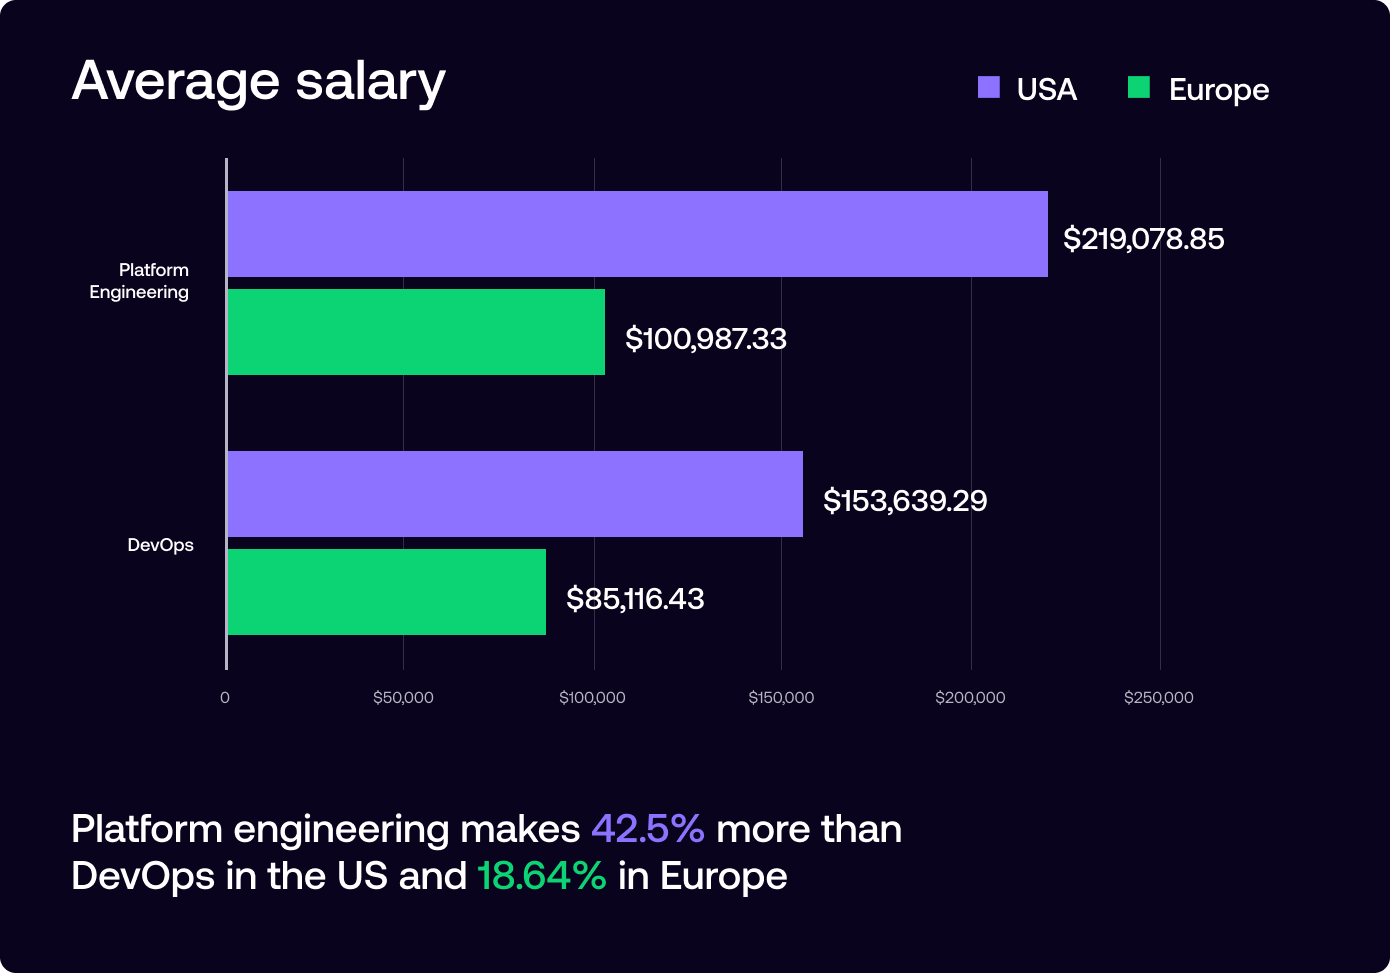 Average salary
USA
Europe
Platform
Engineering
$219,078.85
$100,987.33
DevOps
$153,639.29
$85,116.43
0
$50,000
$100,000
$150,000
$200,000
$250,000
Platform engineering makes 42.5% more than
DevOps in the US and 18.64% in Europe